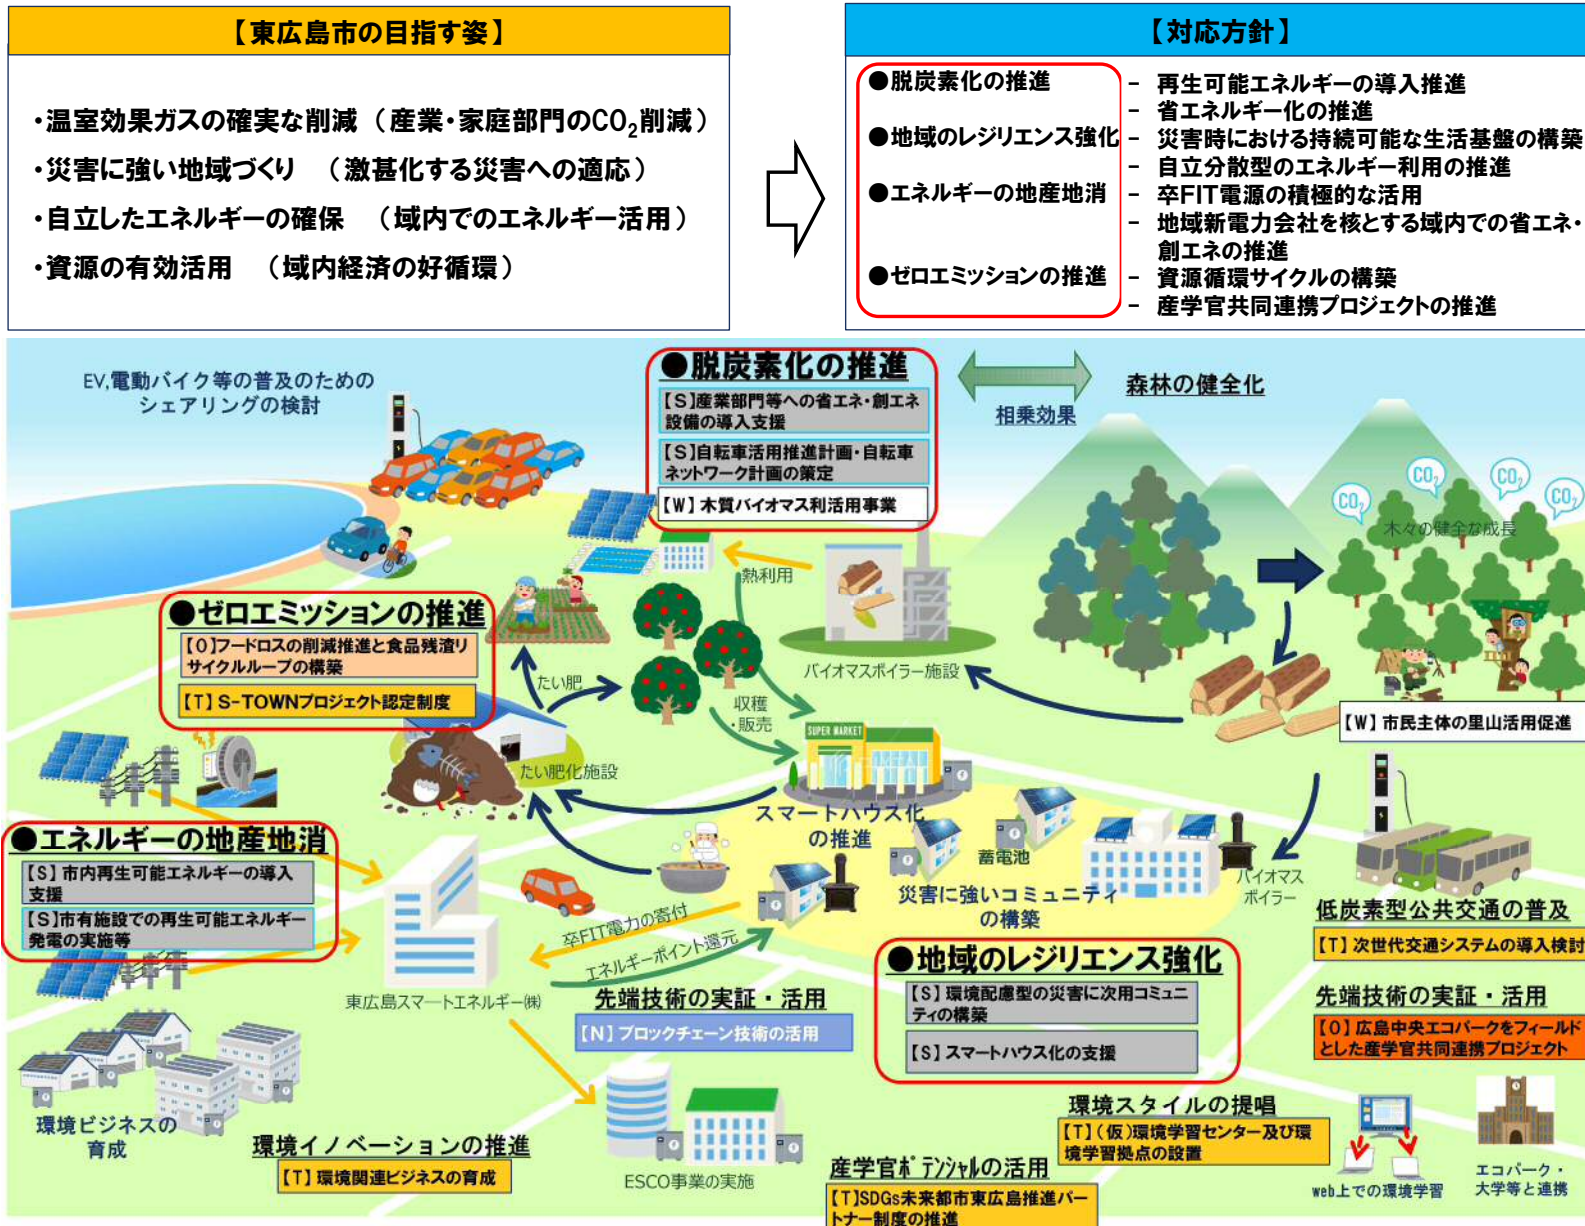 【東広島市の目指す姿】
・温室効果ガスの確実な削減 （産業・家庭部門のCO₂削減）
・災害に強い地域づくり （激甚化する災害への適応）
・自立したエネルギーの確保 （域内でのエネルギー活用）
・資源の有効活用 （域内経済の好循環）
【対応方針】
●脱炭素化の推進 － 再生可能エネルギーの導入推進
－ 省エネルギー化の推進
●地域のレジリエンス強化 － 災害時における持続可能な生活基盤の構築
－ 自立分散型のエネルギー利用の推進
●エネルギーの地産地消 － 卒FIT電源の積極的な活用
－ 地域新電力会社を核とする域内での省エネ・
創エネの推進
●ゼロエミッションの推進 － 資源循環サイクルの構築
－ 産学官共同連携プロジェクトの推進
EV,電動バイク等の普及のための
シェアリングの検討
●脱炭素化の推進
【S】産業部門等への省エネ・創エネ
設備の導入支援
【S】自転車活用推進計画・自転車
ネットワーク計画の策定
【W】木質バイオマス利活用事業
相乗効果
森林の健全化
CO₂
CO₂
CO₂
CO₂
木々の健全な成長
熱利用
バイオマスボイラー施設
●ゼロエミッションの推進
【O】フードロスの削減推進と食品残渣リ
サイクルループの構築
【T】S-TOWNプロジェクト認定制度
たい肥
収穫
・販売
たい肥化施設
SUPER MARKET
【W】市民主体の里山活用促進
スマートハウス化
の推進
蓄電池
災害に強いコミュニティ
の構築
バイオマス
ボイラー
●エネルギーの地産地消
【S】市内再生可能エネルギーの導入
支援
【S】市有施設での再生可能エネルギー
発電の実施等
卒FIT電力の寄付
エネルギーポイント還元
東広島スマートエネルギー㈱
低炭素型公共交通の普及
【T】次世代交通システムの導入検討
●地域のレジリエンス強化
【S】環境配慮型の災害に次用コミュニ
ティの構築
【S】スマートハウス化の支援
先端技術の実証・活用
【N】ブロックチェーン技術の活用
先端技術の実証・活用
【O】広島中央エコパークをフィールド
とした産学官共同連携プロジェクト
環境ビジネスの
育成
環境イノベーションの推進
【T】環境関連ビジネスの育成
ESCO事業の実施
環境スタイルの提唱
【T】（仮）環境学習センター及び環
境学習拠点の設置
産学官ﾎﾟﾃﾝｼｬﾙの活用
【T】SDGs未来都市東広島推進パー
トナー制度の推進
web上での環境学習
エコパーク・
大学等と連携